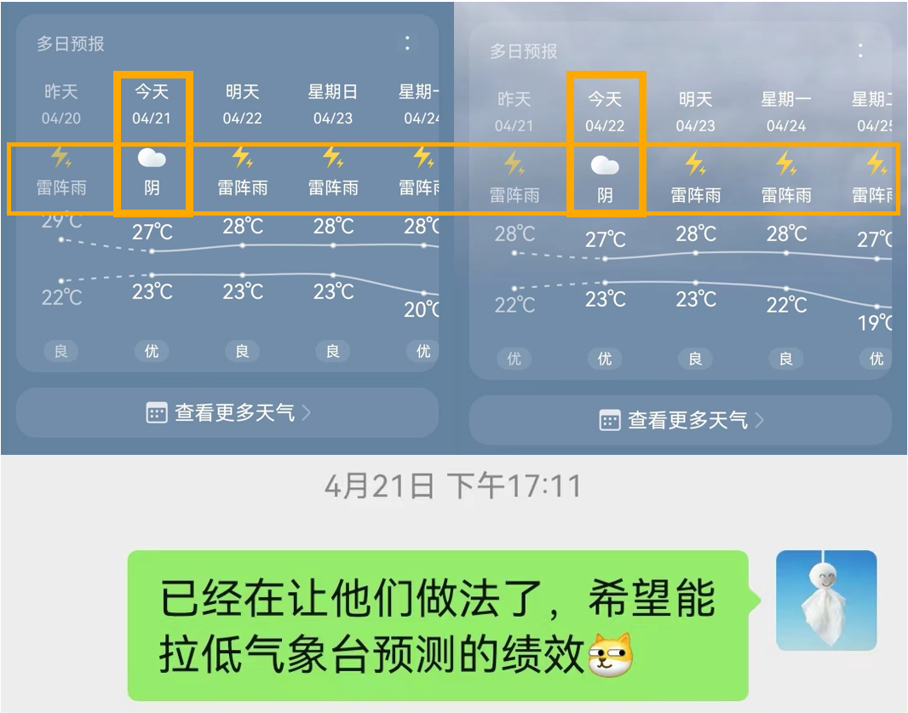 多日预报
昨天 今天 明天 星期日 星期一
04/20 04/21 04/22 04/23 04/24
雷阵雨 阴 雷阵雨 雷阵雨 雷阵雨
29℃ 27℃ 28℃ 28℃ 28℃
22℃ 23℃ 23℃ 23℃ 20℃
良 优 良 良 优
查看更多天气
多日预报
昨天 今天 明天 星期一 星期二
04/21 04/22 04/23 04/24 04/25
雷阵雨 阴 雷阵雨 雷阵雨 雷阵雨
28℃ 27℃ 28℃ 28℃ 27℃
22℃ 23℃ 23℃ 22℃ 19℃
优 优 良 良 优
查看更多天气
4月21日 下午17:11
已经在让他们做法了，希望能
拉低气象台预测的绩效